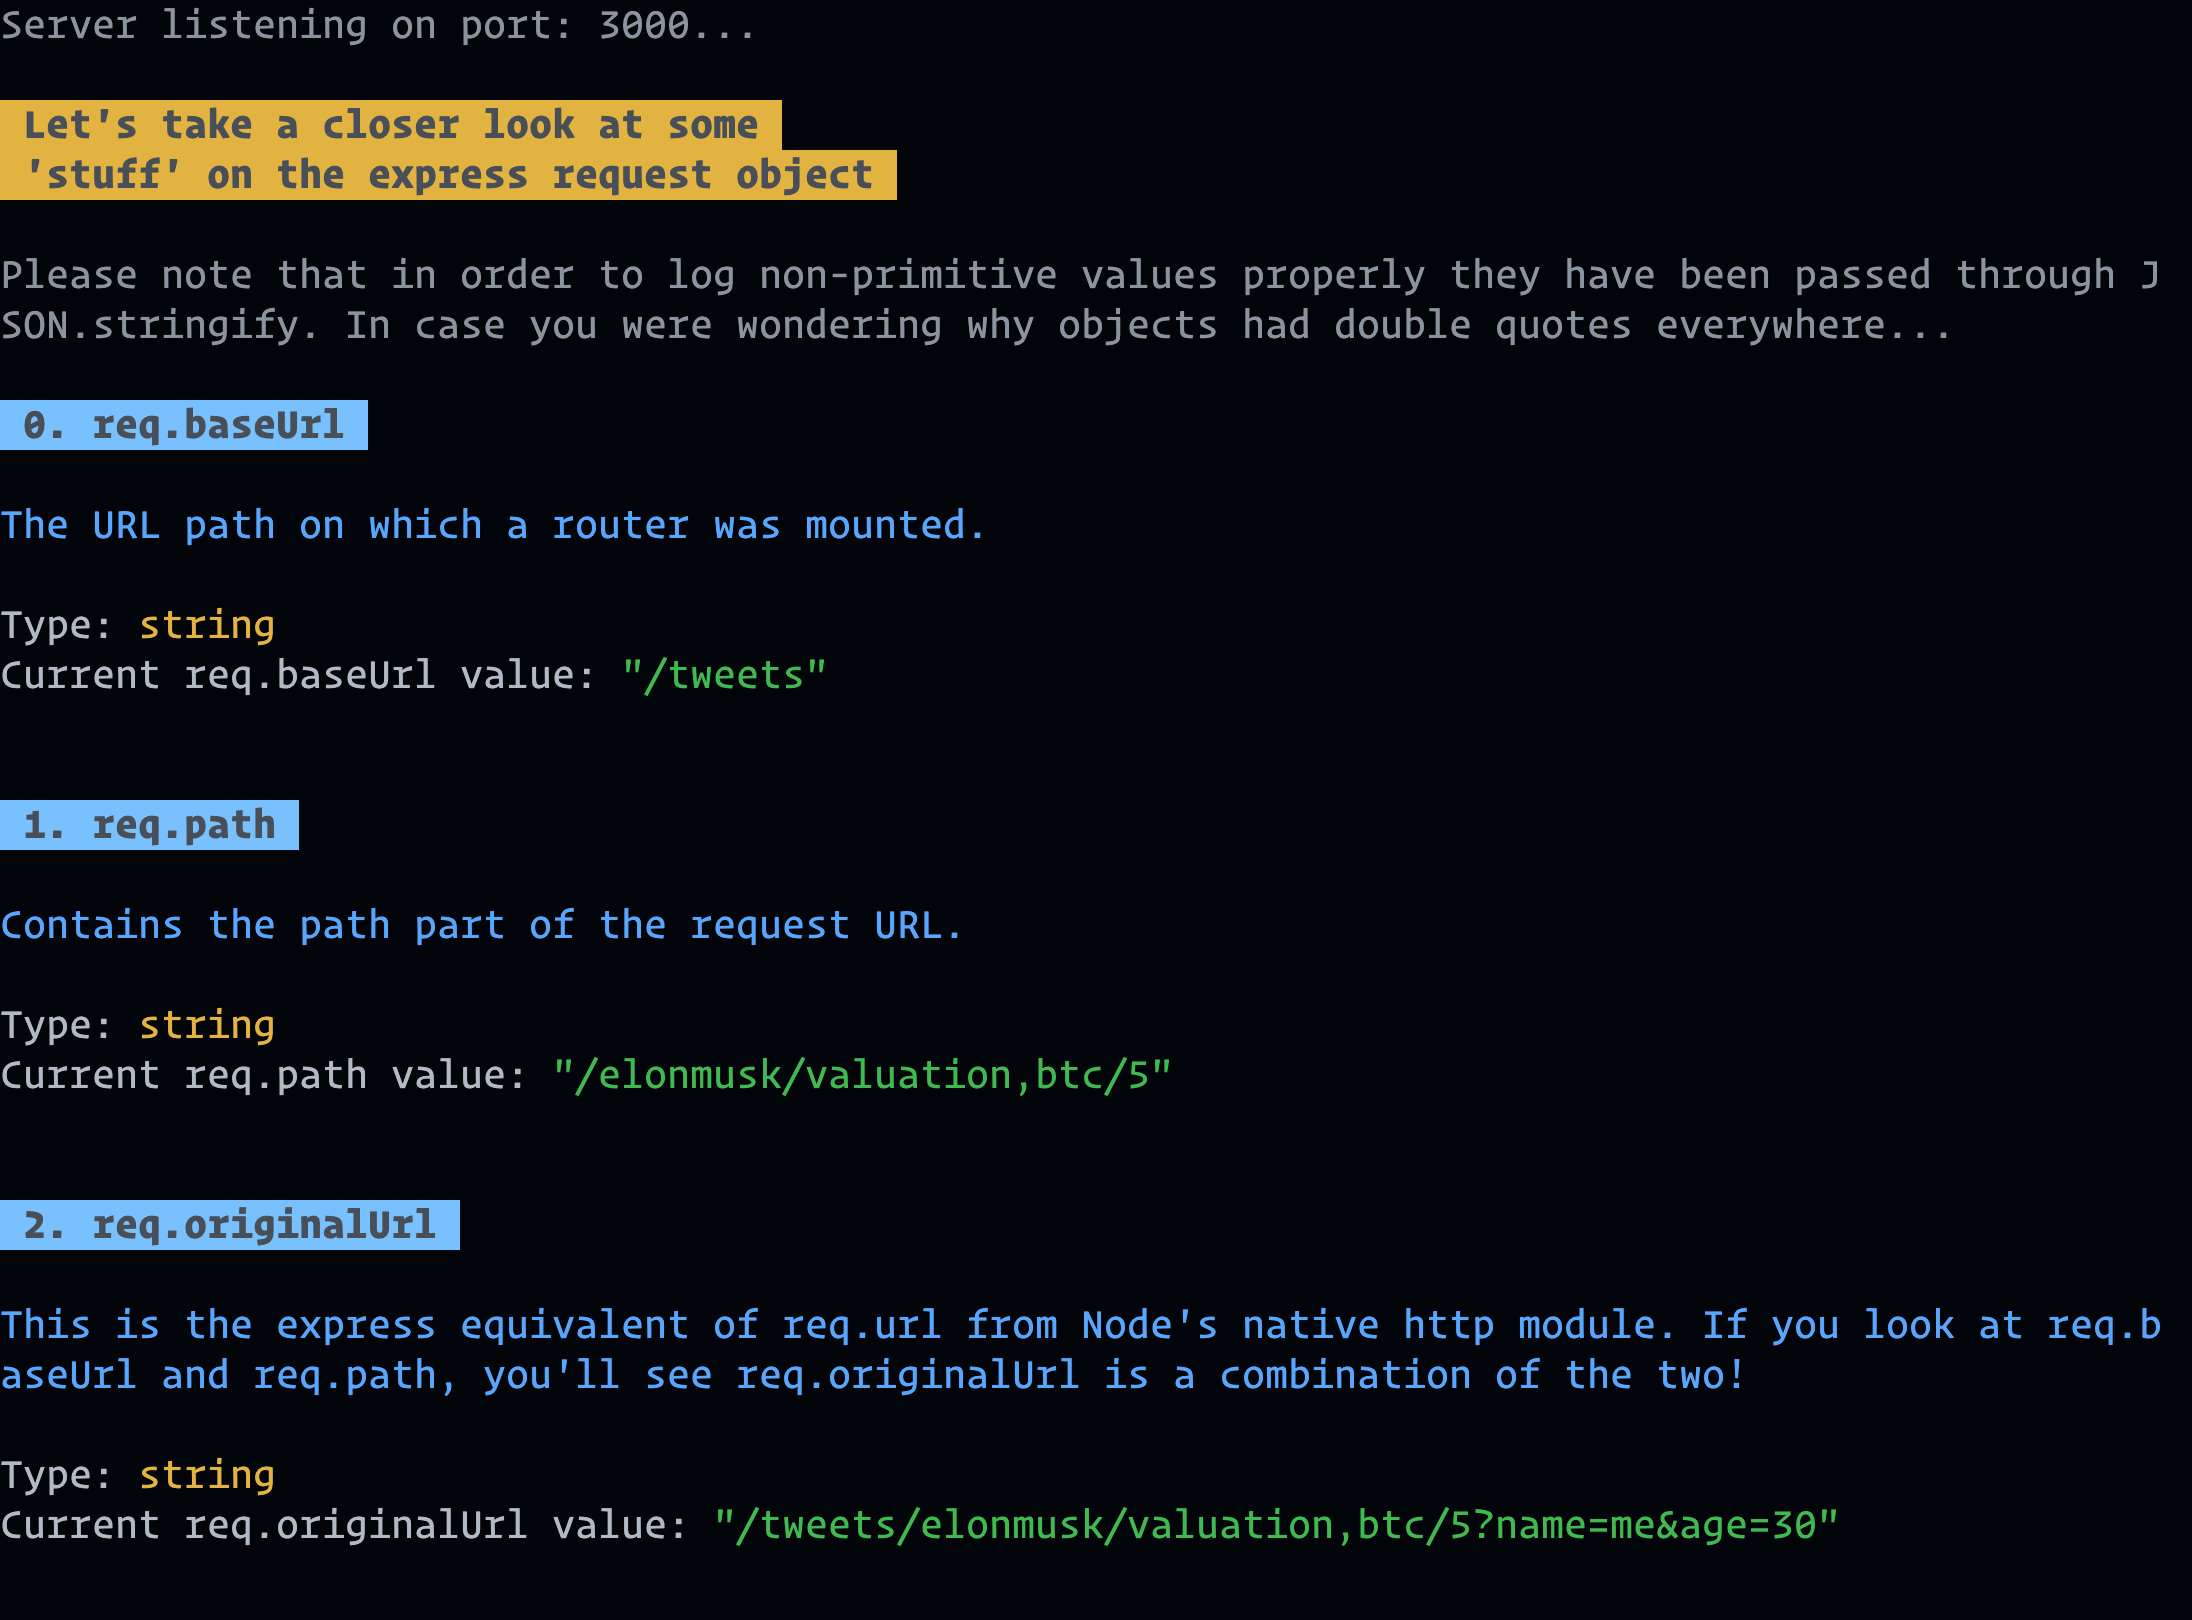 Server listening on port: 3000...
Let's take a closer look at some
'stuff' on the express request object
Please note that in order to log non-primitive values properly they have been passed through J
SON.stringify. In case you were wondering why objects had double quotes everywhere...
0. req.baseUrl
The URL path on which a router was mounted.
Type: string
Current req.baseUrl value: "/tweets"
1. req.path
Contains the path part of the request URL.
Type: string
Current req.path value: "/elonmusk/valuation,btc/5"
2. req.originalUrl
This is the express equivalent of req.url from Node's native http module. If you look at req.b
aseUrl and req.path, you'll see req.originalUrl is a combination of the two!
Type: string
Current req.originalUrl value: "/tweets/elonmusk/valuation,btc/5?name=me&age=30"